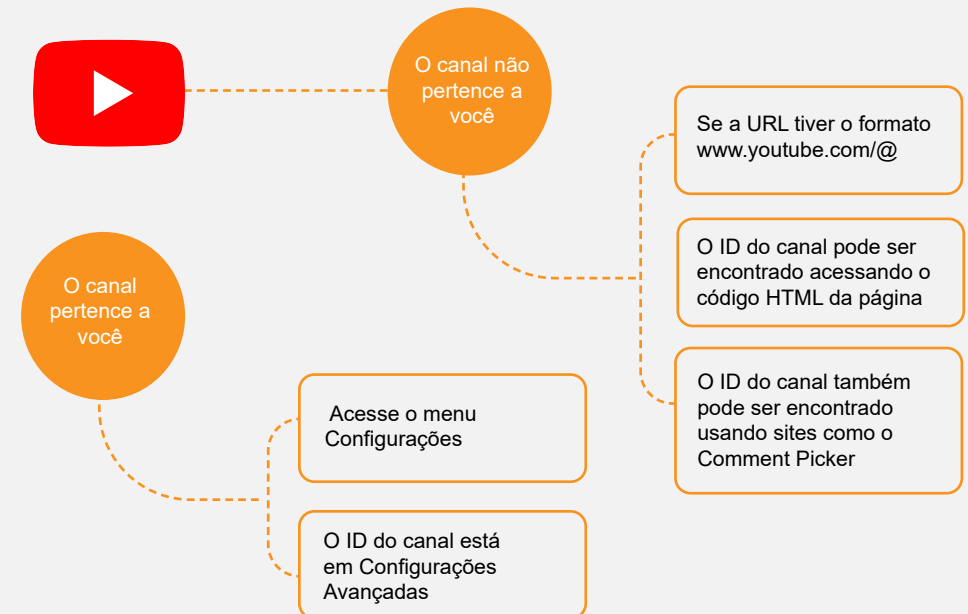 O canal não
pertence a
você
Se a URL tiver o formato
www.youtube.com/@
O ID do canal pode ser
encontrado acessando o
código HTML da página
O ID do canal também
pode ser encontrado
usando sites como o
Comment Picker
O canal
pertence a
você
Acesse o menu
Configurações
O ID do canal está
em Configurações
Avançadas